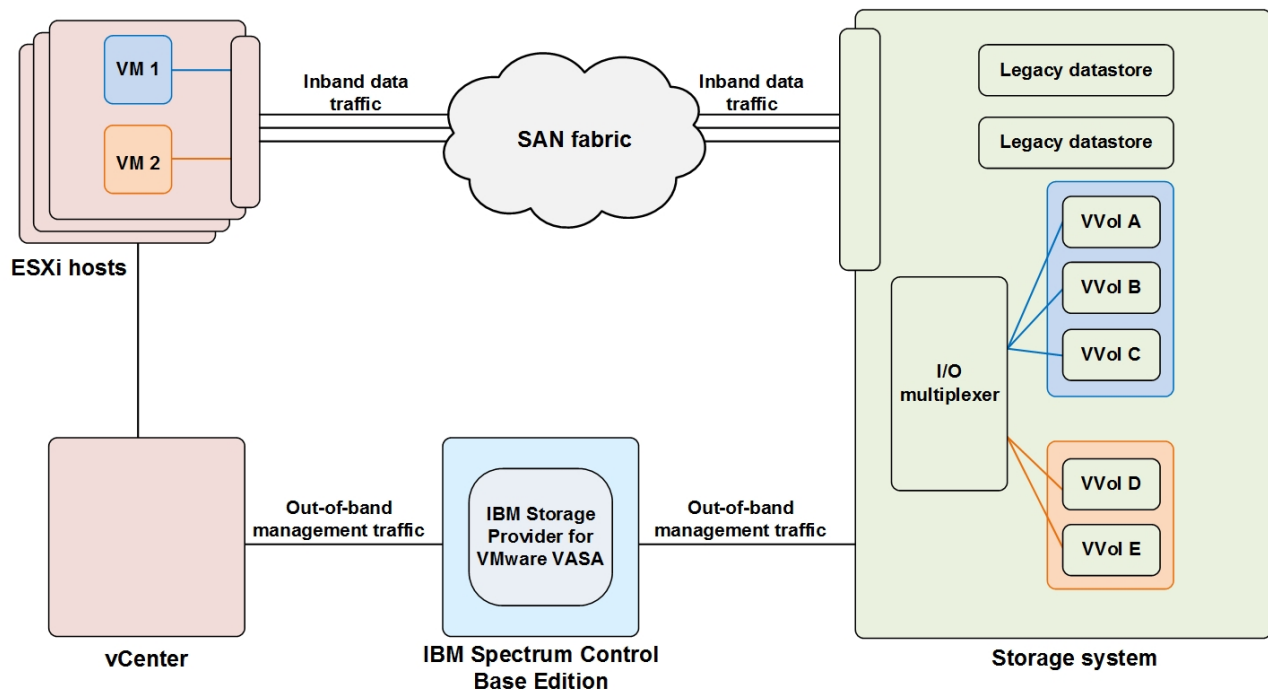 VM 1
VM 2
ESXi hosts
Inband data
traffic
SAN fabric
Inband data
traffic
Legacy datastore
Legacy datastore
VVol A
VVol B
VVol C
I/O
multiplexer
VVol D
VVol E
Storage system
vCenter
Out-of-band
management traffic
IBM Storage
Provider for
VMware VASA
IBM Spectrum Control
Base Edition
Out-of-band
management traffic